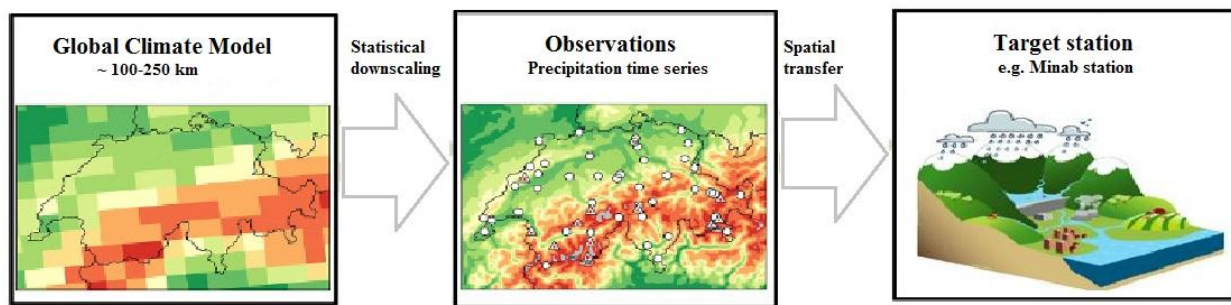 Global Climate Model
~ 100-250 km
Statistical
downscaling
Observations
Precipitation time series
Spatial
transfer
Target station
e.g. Minab station